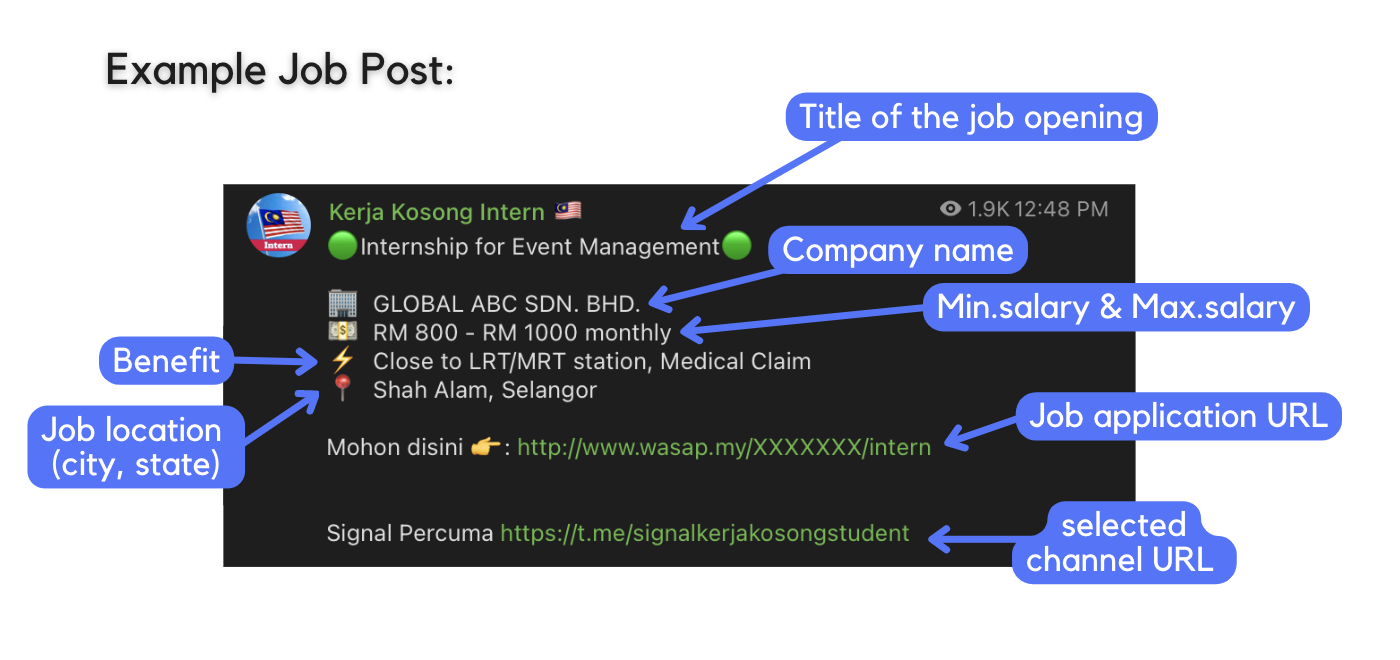 Example Job Post:
Title of the job opening
Kerja Kosong Intern 🇲🇾
1.9K 12:48 PM
Intern
🟢Internship for Event Management🟢
Company name
🏢 GLOBAL ABC SDN. BHD.
Min.salary & Max.salary
💵 RM 800 - RM 1000 monthly
Benefit
⚡ Close to LRT/MRT station, Medical Claim
📍 Shah Alam, Selangor
Job location
(city, state)
Job application URL
Mohon disini 👉: http://www.wasap.my/XXXXXXX/intern
Signal Percuma https://t.me/signalkerjakosongstudent
selected
channel URL